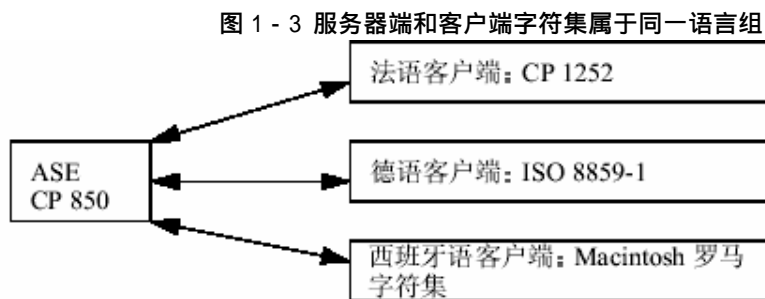 图 1 - 3 服务器端和客户端字符集属于同一语言组
法语客户端：CP 1252
ASE
CP 850
德语客户端：ISO 8859-1
西班牙语客户端：Macintosh 罗马
字符集